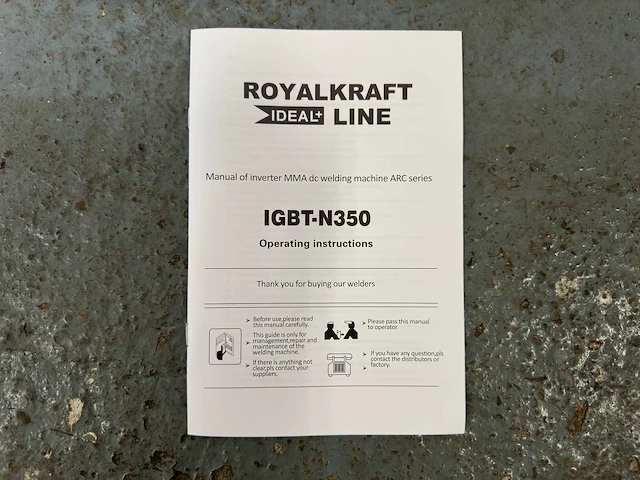 ROYALKRAFT
IDEAL+ LINE
Manual of inverter MMA dc welding machine ARC series
IGBT-N350
Operating instructions
Thank you for buying our welders
➢ Before use,please read
this manual carefully.
➢ This guide is only for
management,repair and
maintenance of the
welding machine.
➢ If there is anything not
clear,pls contact your
suppliers.
➢ Please pass this manual
to operator.
➢ If you have any question,pls
contact the distributors or
➢ factory.